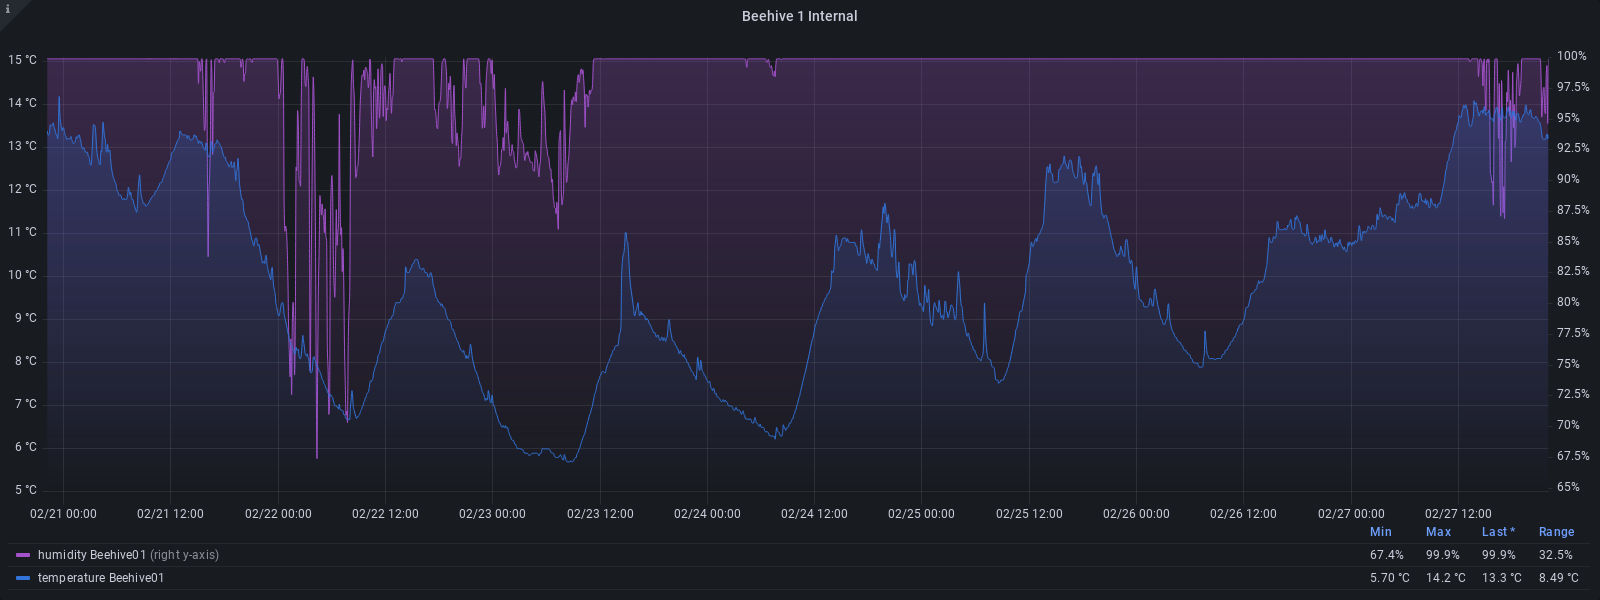 i
Beehive 1 Internal
15 °C
14 °C
13 °C
12 °C
11 °C
10 °C
9 °C
8 °C
7 °C
6 °C
5 °C
100%
97.5%
95%
92.5%
90%
87.5%
85%
82.5%
80%
77.5%
75%
72.5%
70%
67.5%
65%
02/21 00:00 02/21 12:00 02/22 00:00 02/22 12:00 02/23 00:00 02/23 12:00 02/24 00:00 02/24 12:00 02/25 00:00 02/25 12:00 02/26 00:00 02/26 12:00 02/27 00:00 02/27 12:00
Min Max Last * Range
humidity Beehive01 (right y-axis) 67.4% 99.9% 99.9% 32.5%
temperature Beehive01 5.70 °C 14.2 °C 13.3 °C 8.49 °C